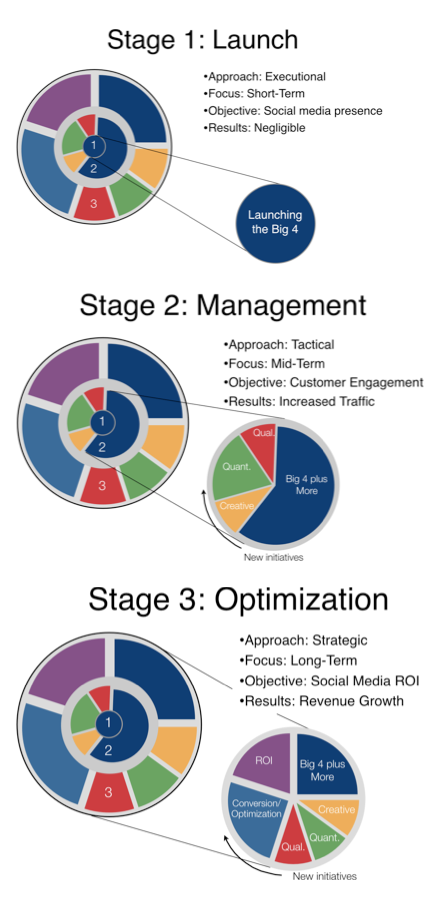 Stage 1: Launch
•Approach: Executional
•Focus: Short-Term
•Objective: Social media presence
•Results: Negligible
1
2
3
Launching
the Big 4
Stage 2: Management
•Approach: Tactical
•Focus: Mid-Term
•Objective: Customer Engagement
•Results: Increased Traffic
1
2
3
Qual.
Quant.
Big 4 plus
More
Creative
New initiatives
Stage 3: Optimization
•Approach: Strategic
•Focus: Long-Term
•Objective: Social Media ROI
•Results: Revenue Growth
1
2
3
ROI
Big 4 plus
More
Conversion/
Optimization
Creative
Quant.
Qual.
New initiatives